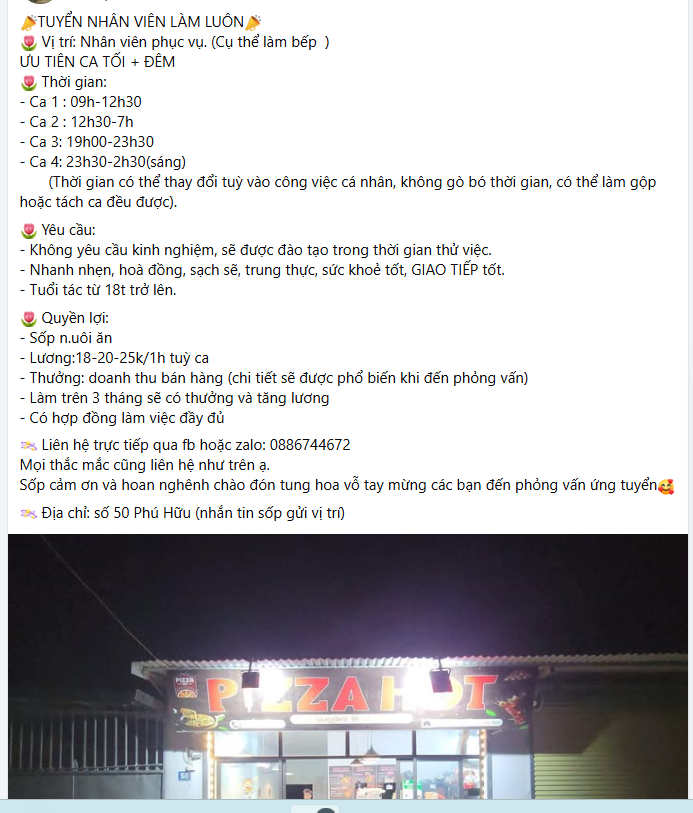 🎉TUYỂN NHÂN VIÊN LÀM LUÔN🎉
🌷 Vị trí: Nhân viên phục vụ. (Cụ thể làm bếp )
ƯU TIÊN CA TỐI + ĐÊM
🌷 Thời gian:
- Ca 1 : 09h-12h30
- Ca 2 : 12h30-7h
- Ca 3: 19h00-23h30
- Ca 4: 23h30-2h30(sáng)
(Thời gian có thể thay đổi tuỳ vào công việc cá nhân, không gò bó thời gian, có thể làm gộp
hoặc tách ca đều được).
🌷 Yêu cầu:
- Không yêu cầu kinh nghiệm, sẽ được đào tạo trong thời gian thử việc.
- Nhanh nhẹn, hoà đồng, sạch sẽ, trung thực, sức khoẻ tốt, GIAO TIẾP tốt.
- Tuổi tác từ 18t trở lên.
🌷 Quyền lợi:
- Sốp n.uôi ăn
- Lương:18-20-25k/1h tuỳ ca
- Thưởng: doanh thu bán hàng (chi tiết sẽ được phổ biến khi đến phỏng vấn)
- Làm trên 3 tháng sẽ có thưởng và tăng lương
- Có hợp đồng làm việc đầy đủ
Liên hệ trực tiếp qua fb hoặc zalo: 0886744672
Mọi thắc mắc cũng liên hệ như trên ạ.
Sốp cảm ơn và hoan nghênh chào đón tung hoa vỗ tay mừng các bạn đến phỏng vấn ứng tuyển🥰
Địa chỉ: số 50 Phú Hữu (nhắn tin sốp gửi vị trí)
PIZZA
PIZZA HOT
50